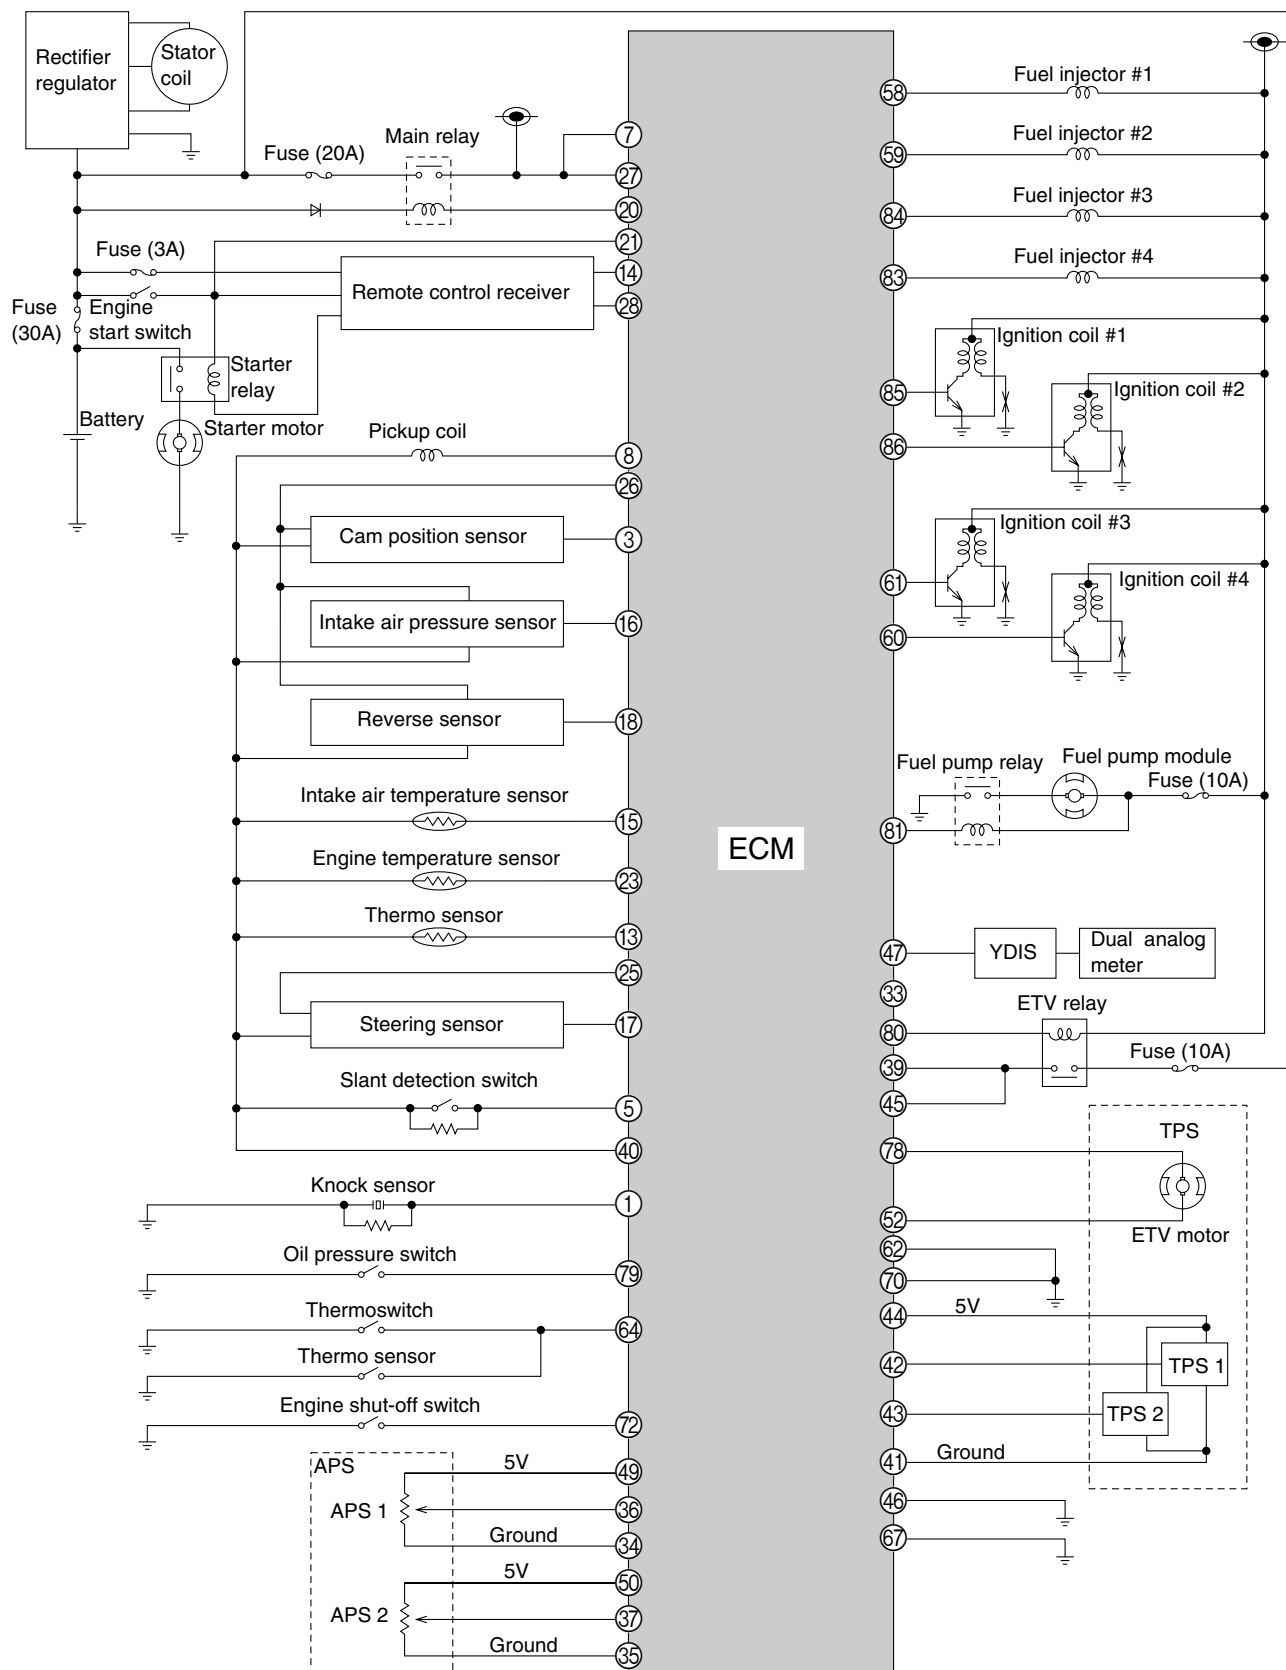 Rectifier
regulator
Stator
coil
Fuse (20A)
Main relay
7
27
20
21
Fuse (3A)
14
Remote control receiver
28
Fuse
(30A)
Engine
start switch
Starter
relay
Battery
Starter motor
Pickup coil
8
26
Cam position sensor
3
Intake air pressure sensor
16
Reverse sensor
18
Intake air temperature sensor
15
Engine temperature sensor
23
Thermo sensor
13
25
Steering sensor
17
Slant detection switch
5
40
Knock sensor
1
Oil pressure switch
79
Thermoswitch
64
Thermo sensor
Engine shut-off switch
72
APS
5V
49
APS 1
36
Ground
34
5V
50
APS 2
37
Ground
35
ECM
Fuel injector #1
58
Fuel injector #2
59
Fuel injector #3
84
Fuel injector #4
83
Ignition coil #1
85
Ignition coil #2
86
Ignition coil #3
61
Ignition coil #4
60
Fuel pump relay
Fuel pump module
Fuse (10A)
81
47
YDIS
Dual analog
meter
33
ETV relay
80
Fuse (10A)
39
45
TPS
78
52
ETV motor
62
70
44
5V
42
TPS 1
43
TPS 2
41
Ground
46
67